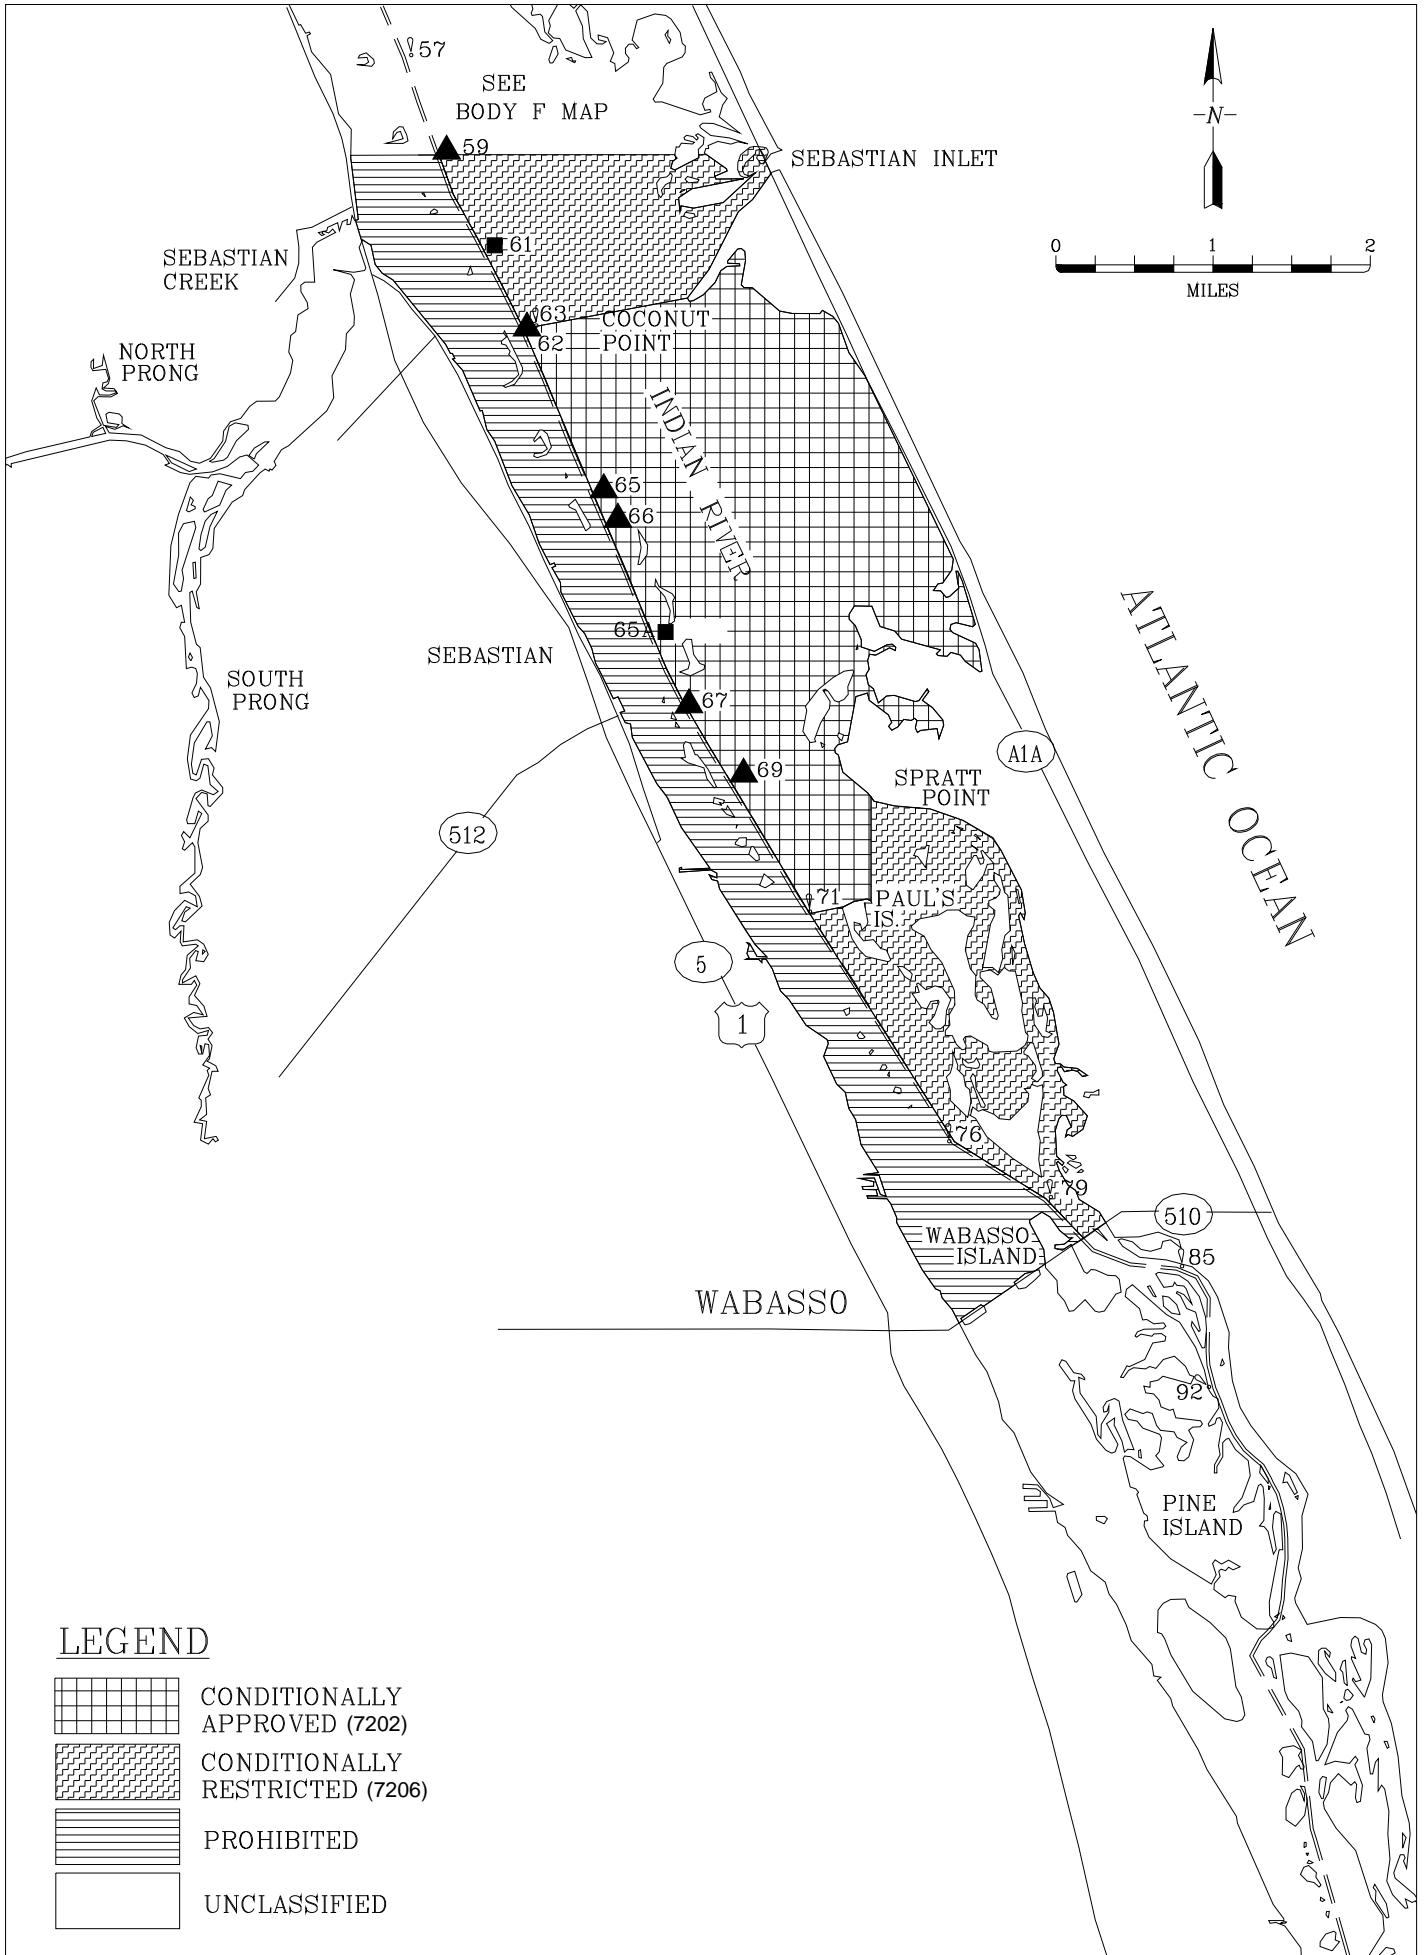 57
SEE
BODY F MAP
59
SEBASTIAN INLET
-N-
0 1 2
MILES
61
SEBASTIAN
CREEK
63
62
COCONUT
POINT
NORTH
PRONG
INDIAN RIVER
65
66
65A
SEBASTIAN
SOUTH
PRONG
67
69
ATLANTIC OCEAN
A1A
SPRATT
POINT
512
71
PAUL'S
IS.
5
1
76
79
510
WABASSO
ISLAND
85
WABASSO
92
PINE
ISLAND
LEGEND
CONDITIONALLY
APPROVED (7202)
CONDITIONALLY
RESTRICTED (7206)
PROHIBITED
UNCLASSIFIED